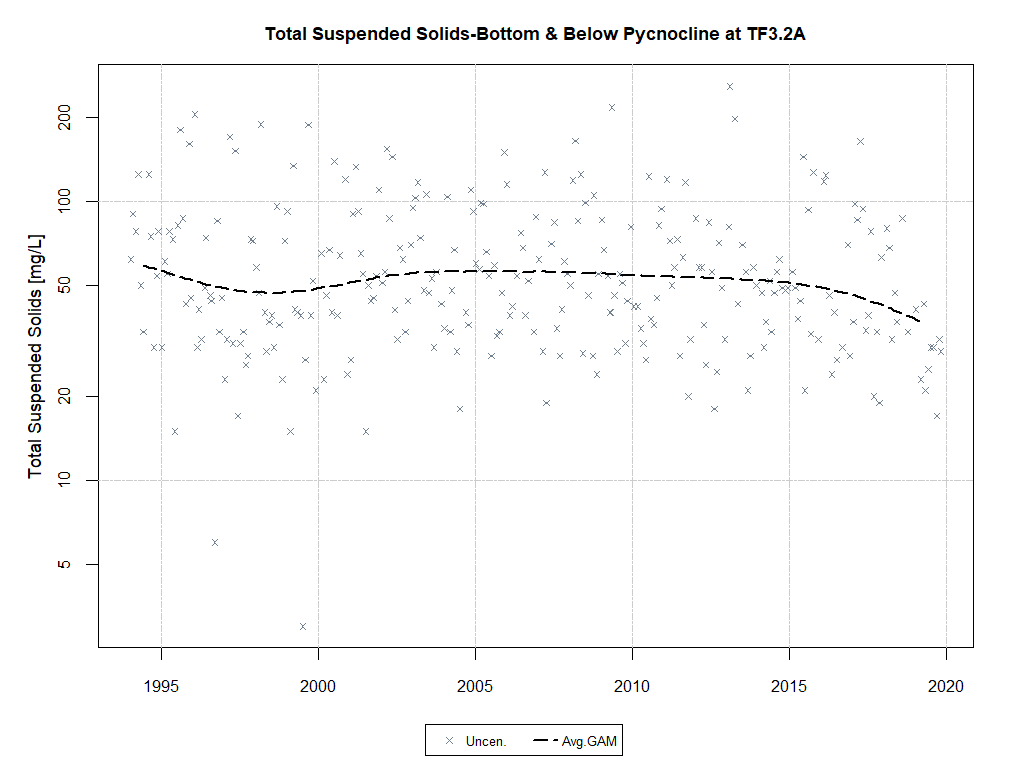 Total Suspended Solids-Bottom & Below Pycnocline at TF3.2A
Total Suspended Solids [mg/L]
200
100
50
20
10
5
1995 2000 2005 2010 2015 2020
Uncen. Avg.GAM